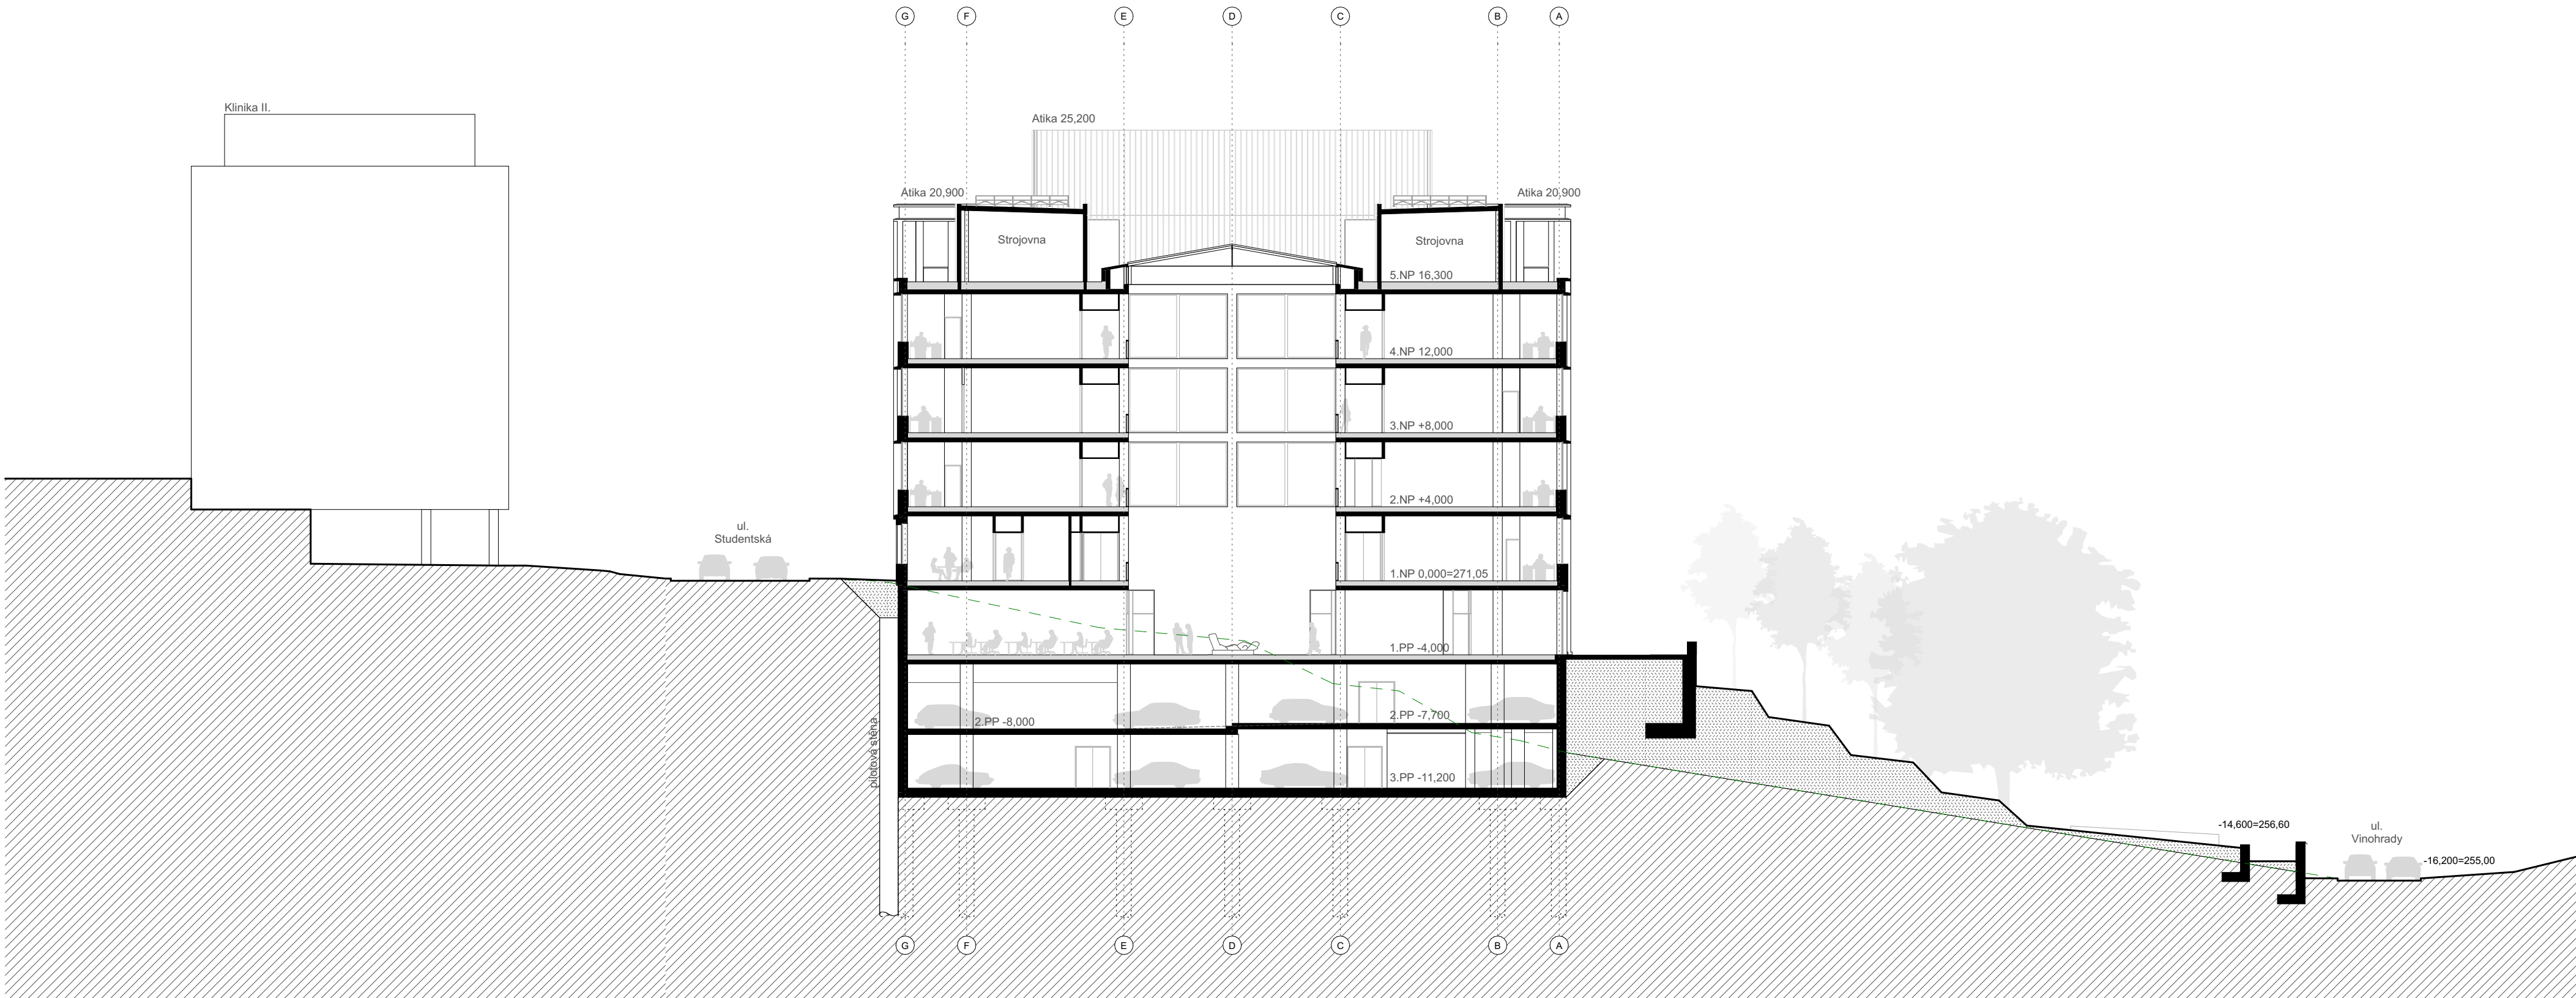 G F E D C B A
Klinika II.
Atika 25,200
Atika 20,900
Atika 20,900
Strojovna
Strojovna
5.NP 16,300
4.NP 12,000
3.NP +8,000
2.NP +4,000
ul.
Studentská
1.NP 0,000=271,05
1.PP -4,000
2.PP -8,000
2.PP -7,700
pilotová stěna
3.PP -11,200
-14,600=256,60
ul.
Vinohrady
-16,200=255,00
G F E D C B A